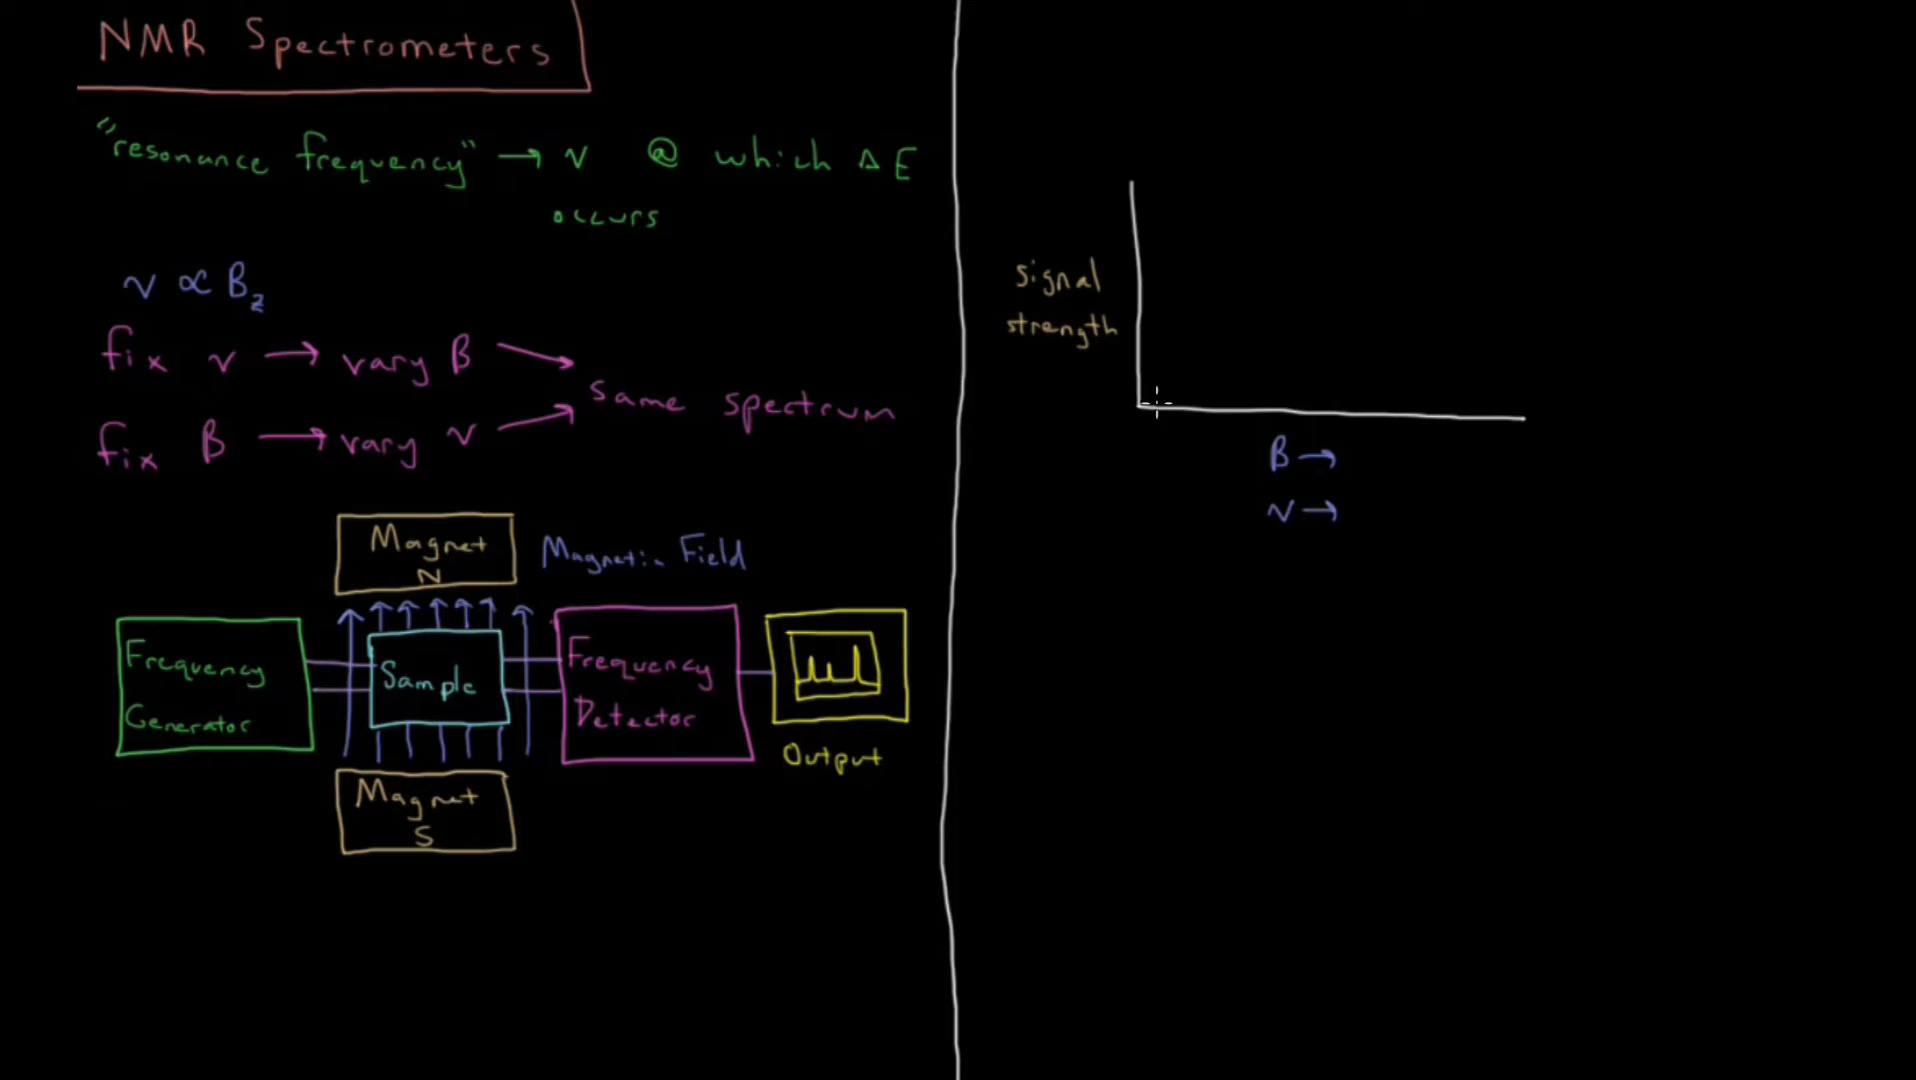 NMR Spectrometers
"resonance frequency" → ν @ which ΔE
occurs
ν ∝ Bz
fix ν → vary B
fix B → vary ν
same spectrum
Magnet
N
Magnetic Field
Frequency
Generator
Sample
Frequency
Detector
Output
Magnet
S
signal
strength
B →
ν →